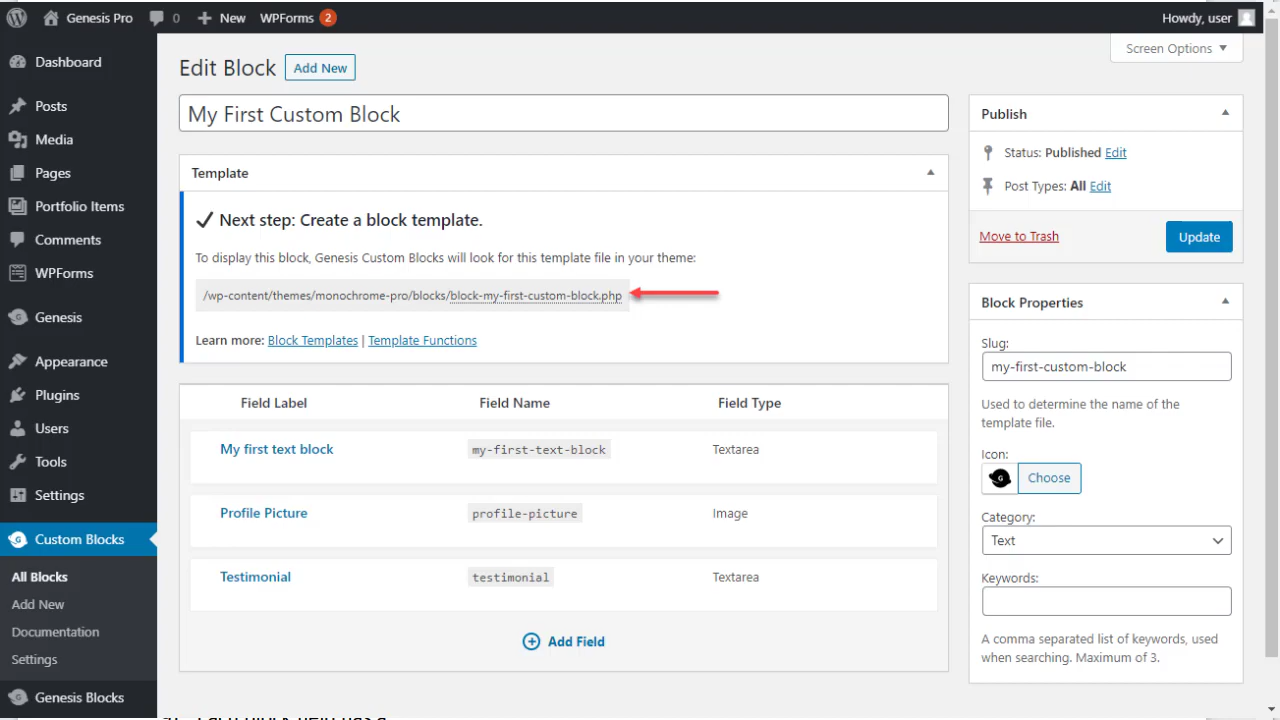 Genesis Pro 0 New WPForms 2 Howdy, user
Screen Options
Dashboard
Posts
Media
Pages
Portfolio Items
Comments
WPForms
Genesis
Appearance
Plugins
Users
Tools
Settings
Custom Blocks
All Blocks
Add New
Documentation
Settings
Genesis Blocks
Edit Block Add New
My First Custom Block
Template
Next step: Create a block template.
To display this block, Genesis Custom Blocks will look for this template file in your theme:
/wp-content/themes/monochrome-pro/blocks/block-my-first-custom-block.php
Learn more: Block Templates | Template Functions
Field Label Field Name Field Type
My first text block my-first-text-block Textarea
Profile Picture profile-picture Image
Testimonial testimonial Textarea
Add Field
Publish
Status: Published Edit
Post Types: All Edit
Move to Trash Update
Block Properties
Slug:
my-first-custom-block
Used to determine the name of the
template file.
Icon:
G Choose
Category:
Text
Keywords:
A comma separated list of keywords, used
when searching. Maximum of 3.